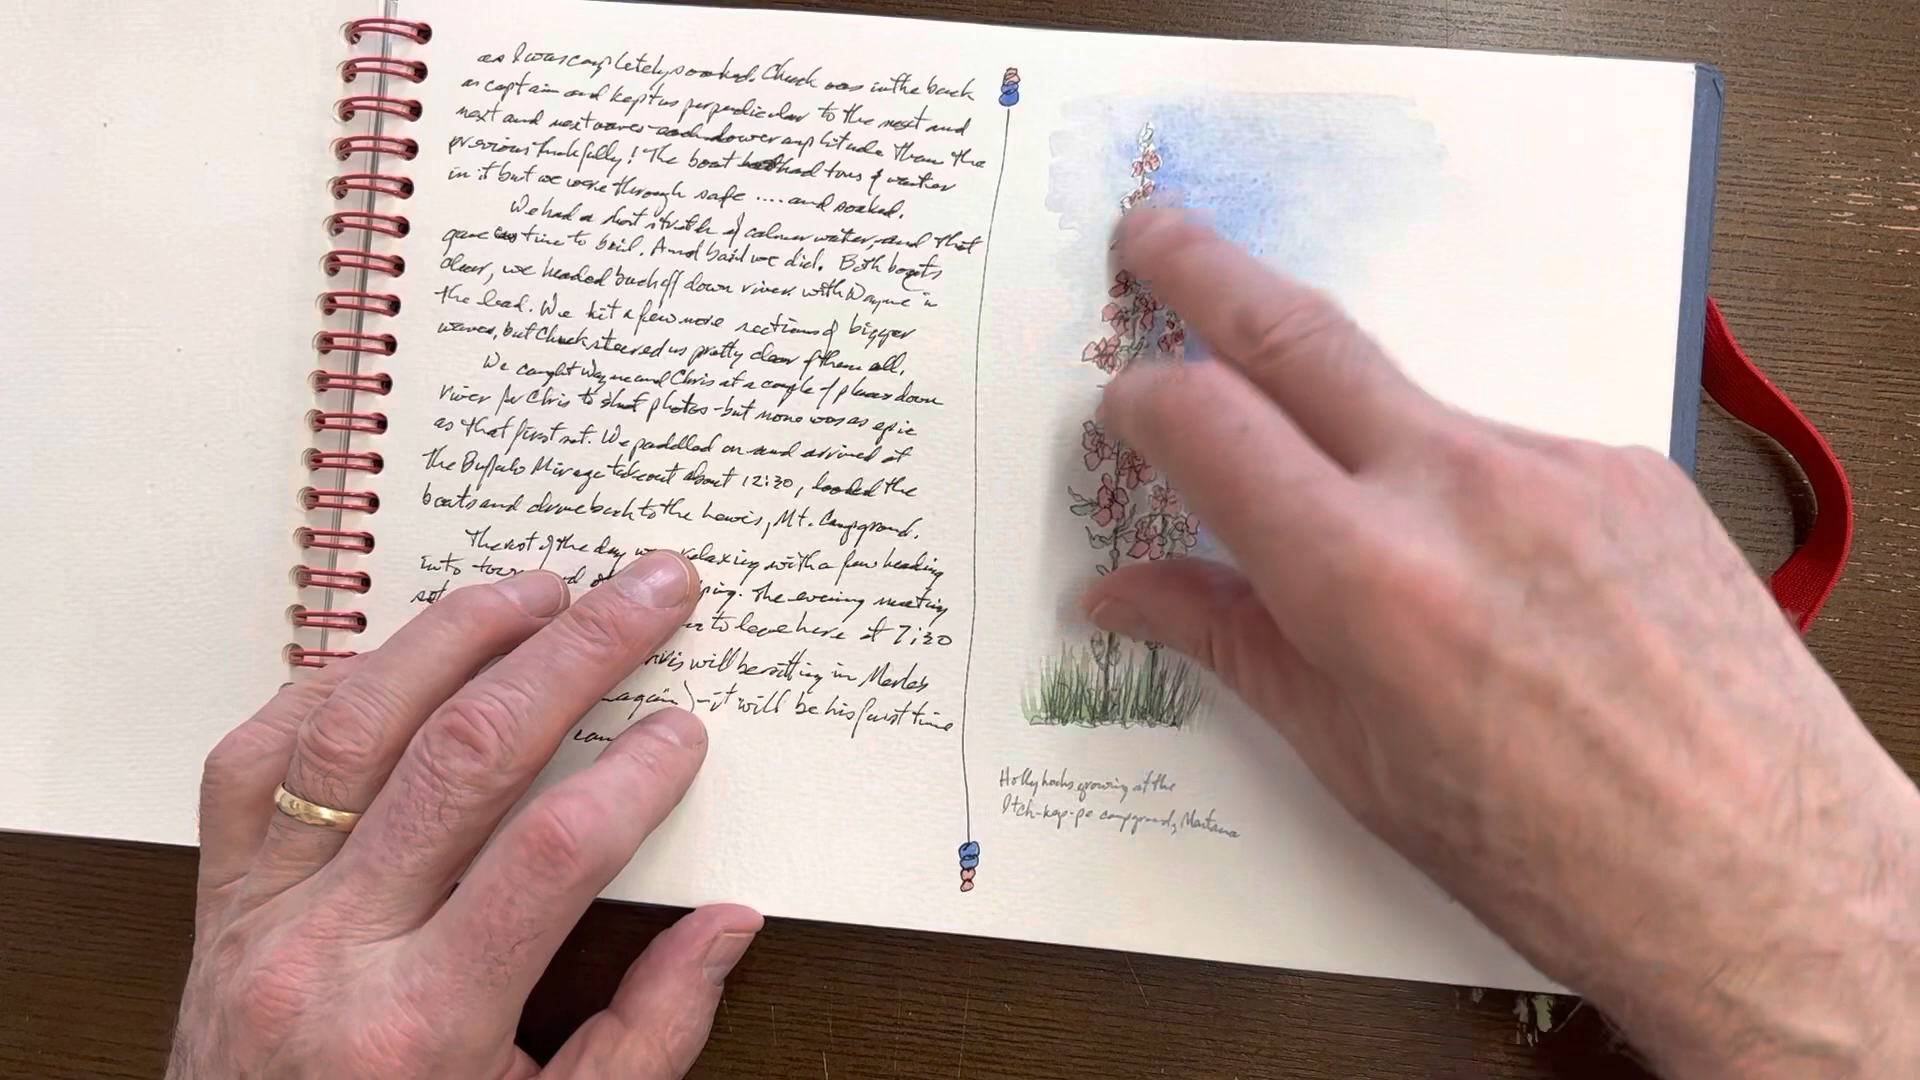 as I was completely soaked. Chuck was in the back
as captain and kept us perpendicular to the next and
next and next waves each lower amplitude than the
previous thankfully! The boat had tons of water
in it but we were through safe .... and soaked.
We had a short stretch of calmer water, and that
gave us time to bail. And bail we did. Both boats
clear, we headed back off down river with Wayne in
the lead. We hit a few more sections of bigger
waves, but Chuck steered us pretty clear of them all.
We caught Wayne and Chris at a couple of places down
river for Chris to shoot photos - but none was as epic
as that first set. We paddled on and arrived at
the Buffalo Mirage takeout about 12:30, loaded the
boats and drove back to the Lewis, Mt. Campground.
The rest of the day was relaxing with a few heading
into town. The evening meeting
to leave here at 7:30
will be sitting in Merle's
again) - it will be his first time
Hollyhocks growing at the
Itch-kep-pe campground, Montana